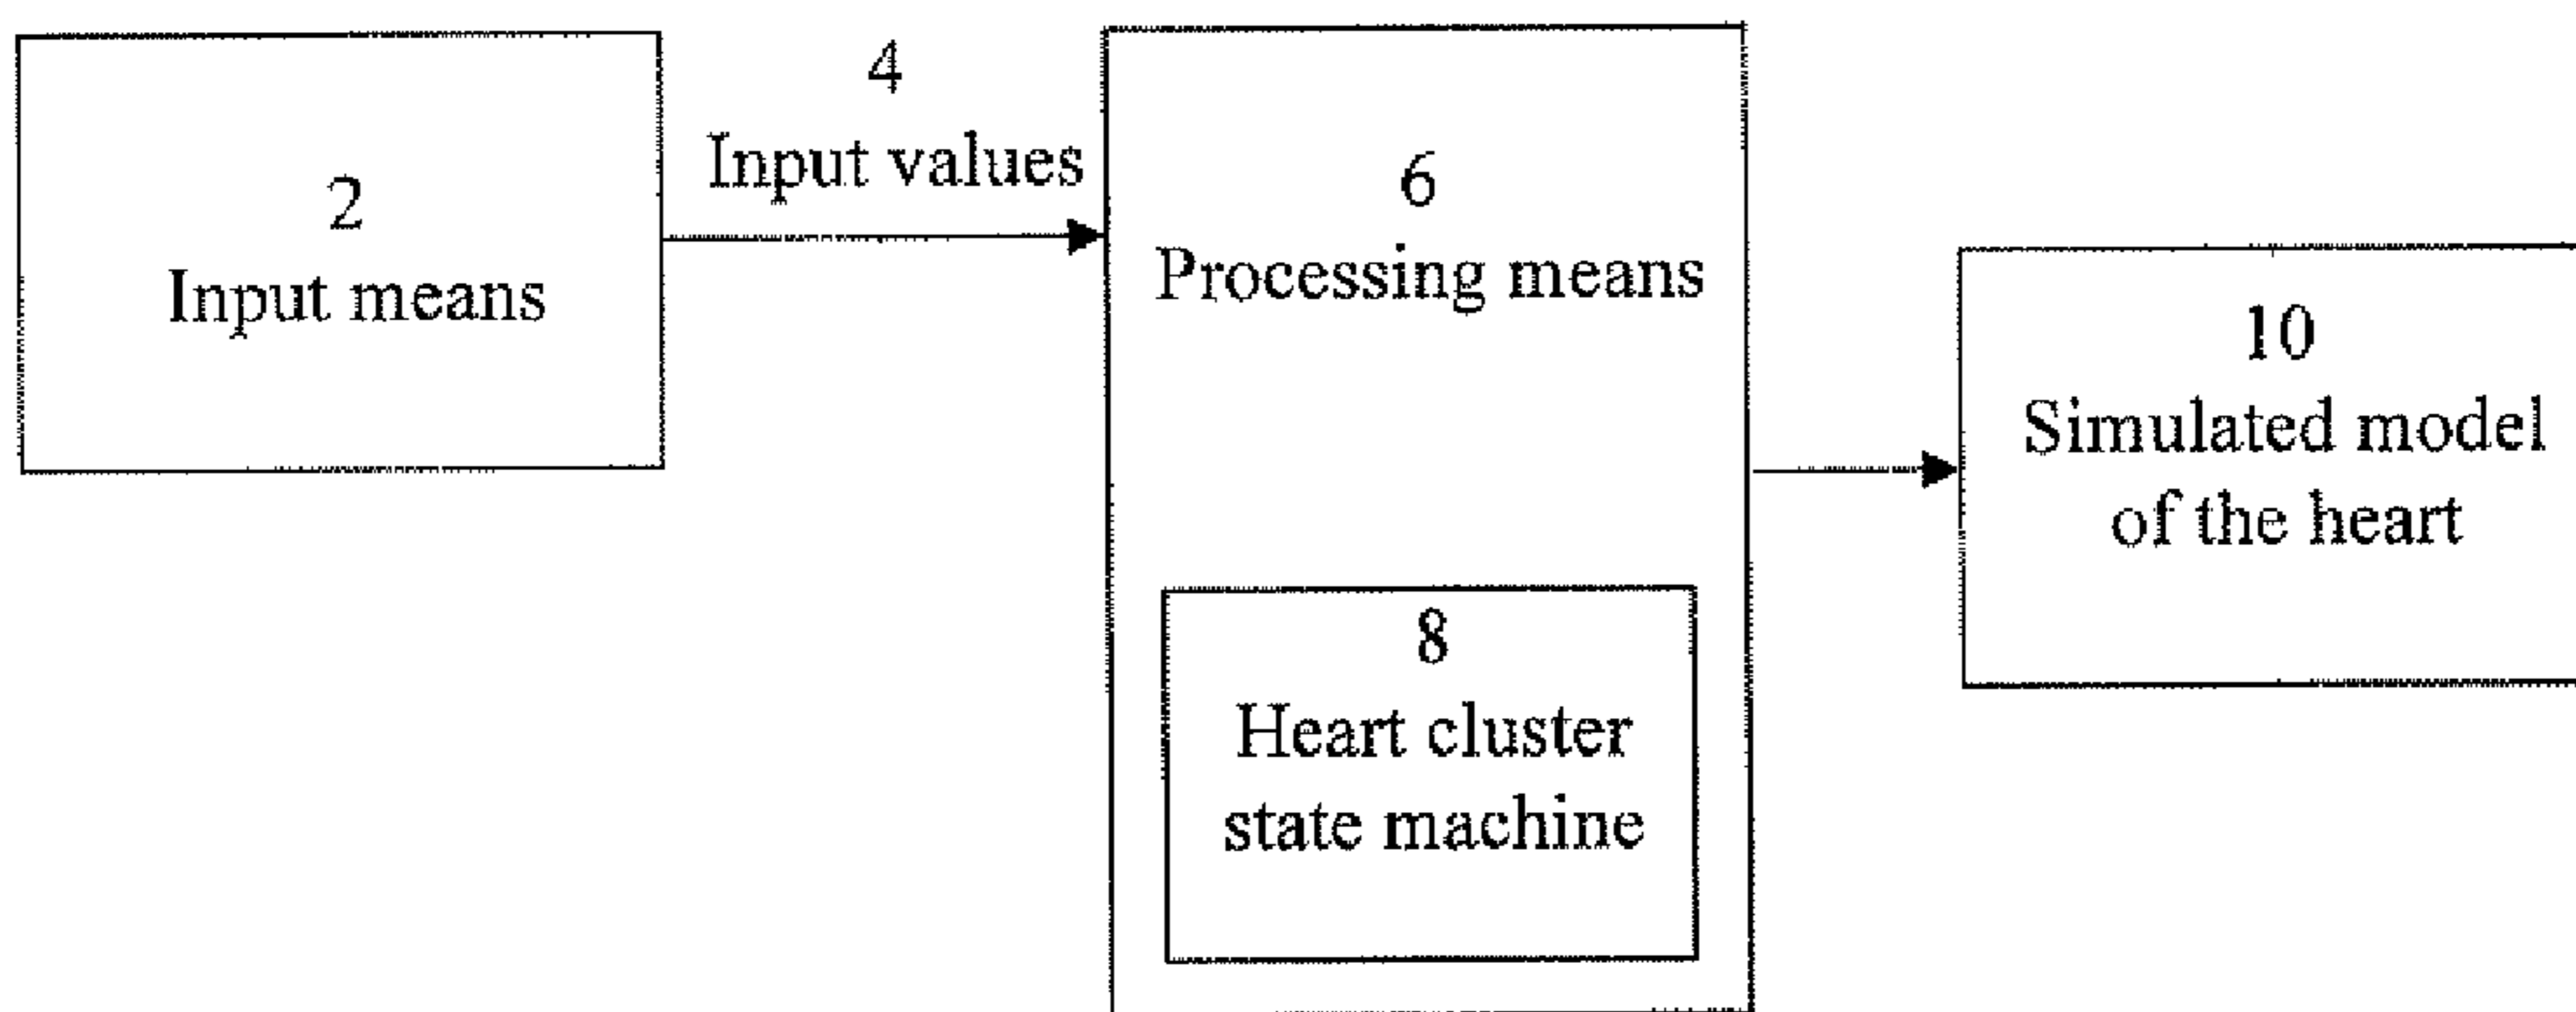 2
Input means
4
Input values
6
Processing means
8
Heart cluster
state machine
10
Simulated model
of the heart